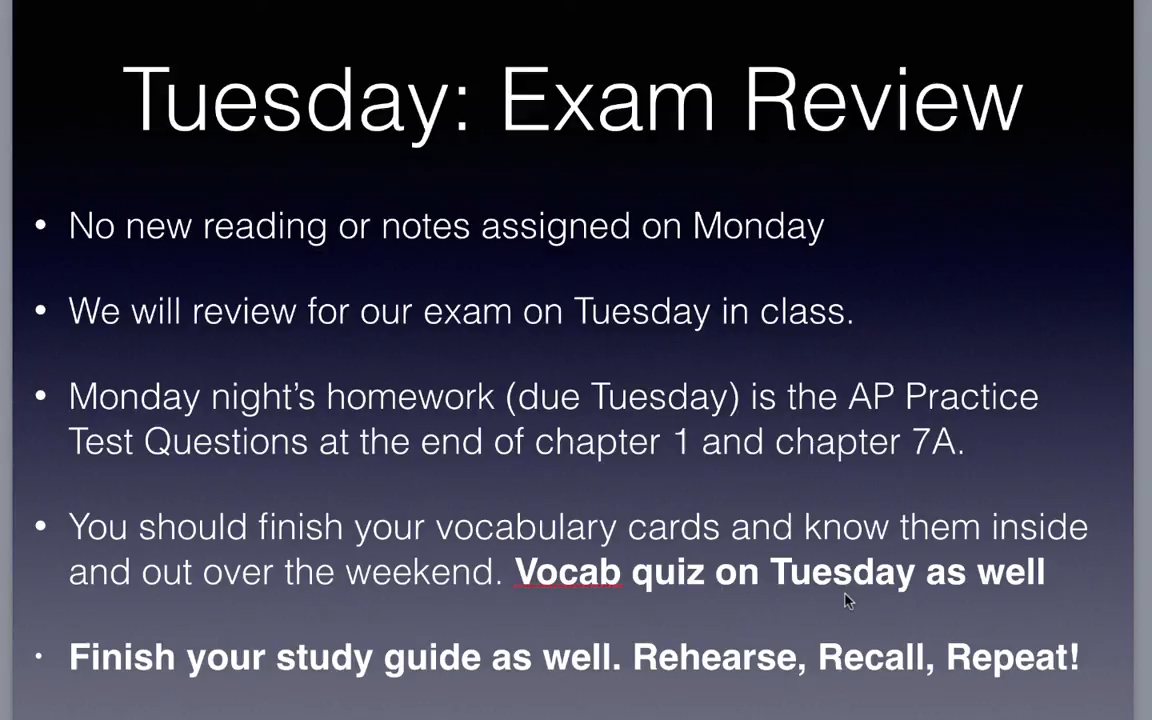 Tuesday: Exam Review
• No new reading or notes assigned on Monday
• We will review for our exam on Tuesday in class.
• Monday night’s homework (due Tuesday) is the AP Practice
Test Questions at the end of chapter 1 and chapter 7A.
• You should finish your vocabulary cards and know them inside
and out over the weekend. Vocab quiz on Tuesday as well
• Finish your study guide as well. Rehearse, Recall, Repeat!